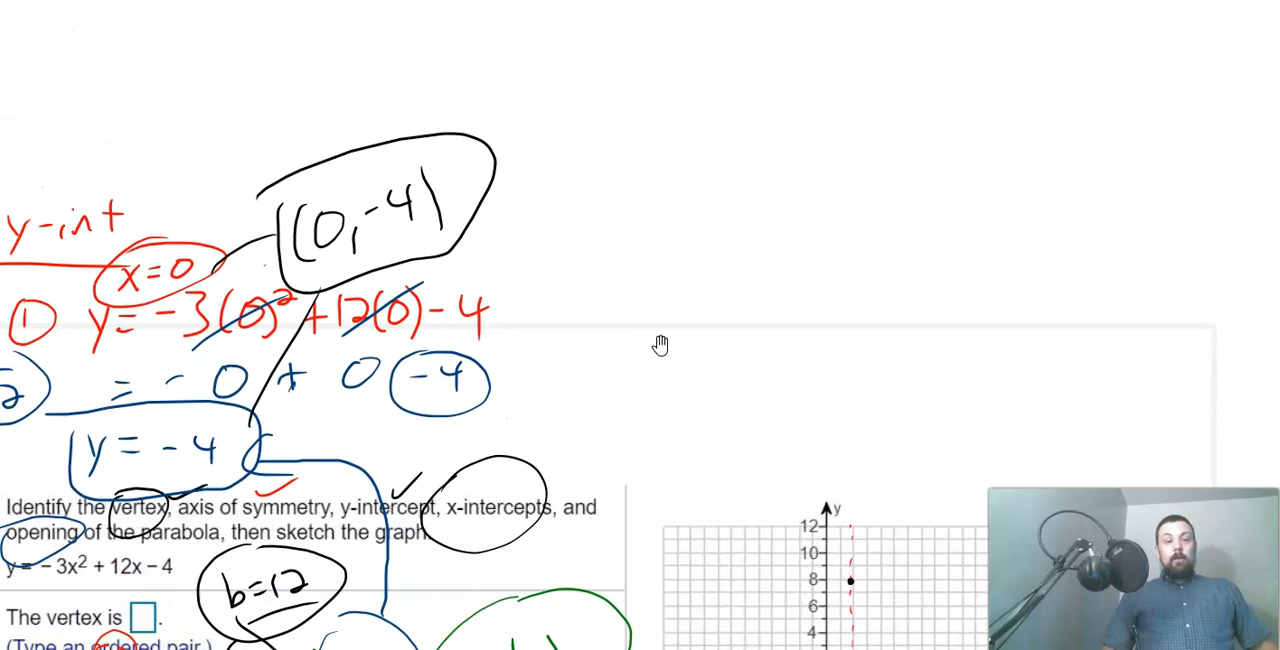 (0, -4)
y-int
x=0
① y = -3(0)² + 12(0) - 4
2 = - 0 + 0 -4
y = -4
Identify the vertex, axis of symmetry, y-intercept, x-intercepts, and
opening of the parabola, then sketch the graph.
y = - 3x² + 12x - 4
b=12
The vertex is .
(Type an ordered pair.)
y
12
10
8
6
4